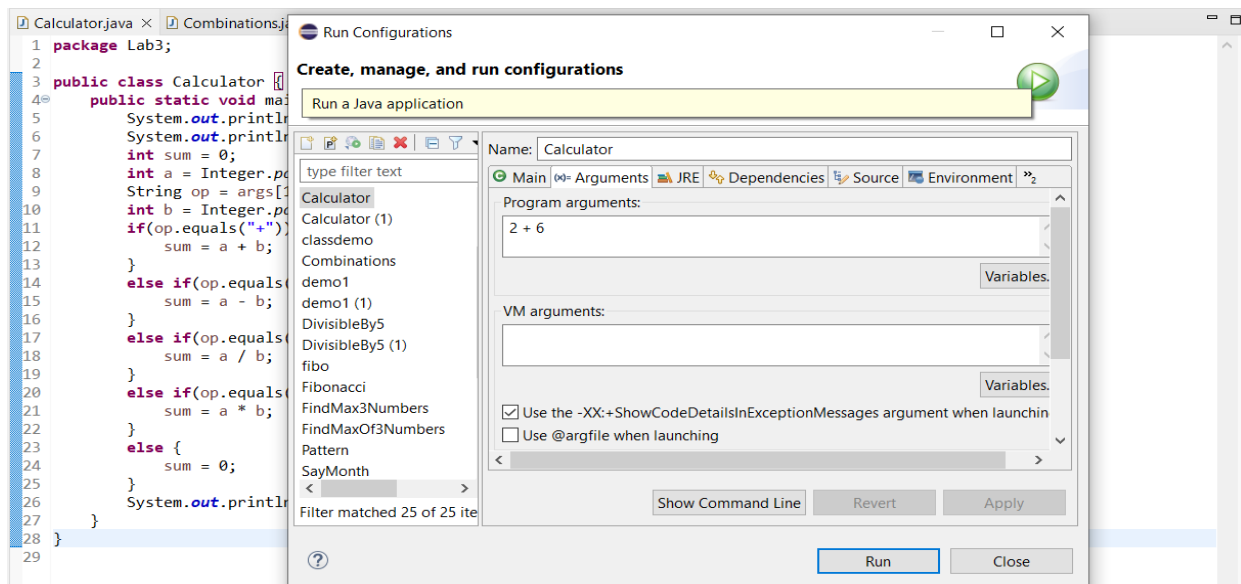 Calculator.java
Combinations.ja
1 package Lab3;
2
3 public class Calculator {
4 public static void mai
5 System.out.println
6 System.out.println
7 int sum = 0;
8 int a = Integer.pa
9 String op = args[1
10 int b = Integer.pa
11 if(op.equals("+"))
12 sum = a + b;
13 }
14 else if(op.equals(
15 sum = a - b;
16 }
17 else if(op.equals(
18 sum = a / b;
19 }
20 else if(op.equals(
21 sum = a * b;
22 }
23 else {
24 sum = 0;
25 }
26 System.out.println
27 }
28 }
29
Run Configurations
Create, manage, and run configurations
Run a Java application
type filter text
Calculator
Calculator (1)
classdemo
Combinations
demo1
demo1 (1)
DivisibleBy5
DivisibleBy5 (1)
fibo
Fibonacci
FindMax3Numbers
FindMaxOf3Numbers
Pattern
SayMonth
Filter matched 25 of 25 ite
Name: Calculator
Main (x)= Arguments JRE Dependencies Source Environment »2
Program arguments:
2 + 6
Variables.
VM arguments:
Variables.
Use the -XX:+ShowCodeDetailsInExceptionMessages argument when launchin
Use @argfile when launching
Show Command Line Revert Apply
? Run Close